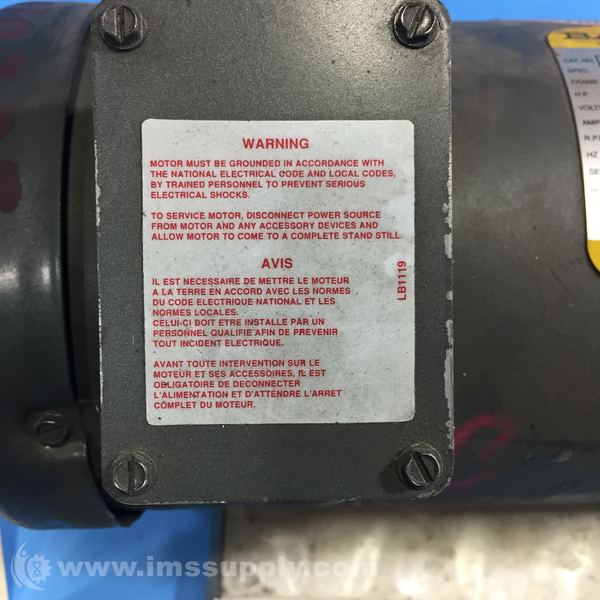 WARNING
MOTOR MUST BE GROUNDED IN ACCORDANCE WITH
THE NATIONAL ELECTRICAL CODE AND LOCAL CODES,
BY TRAINED PERSONNEL TO PREVENT SERIOUS
ELECTRICAL SHOCKS.
TO SERVICE MOTOR, DISCONNECT POWER SOURCE
FROM MOTOR AND ANY ACCESSORY DEVICES AND
ALLOW MOTOR TO COME TO A COMPLETE STAND STILL.
AVIS
IL EST NECESSAIRE DE METTRE LE MOTEUR
A LA TERRE EN ACCORD AVEC LES NORMES
DU CODE ELECTRIQUE NATIONAL ET LES
NORMES LOCALES.
CELUI-CI DOIT ETRE INSTALLE PAR UN
PERSONNEL QUALIFIE AFIN DE PREVENIR
TOUT INCIDENT ELECTRIQUE.
AVANT TOUTE INTERVENTION SUR LE
MOTEUR ET SES ACCESSOIRES, IL EST
OBLIGATOIRE DE DECONNECTER
L'ALIMENTATION ET D'ATTENDRE L'ARRET
COMPLET DU MOTEUR.
LB1119
CAT. NO.
SPEC.
FRAME
H.P.
VOLT
AMP
R.P.
HZ
SE
www.imssupply.com